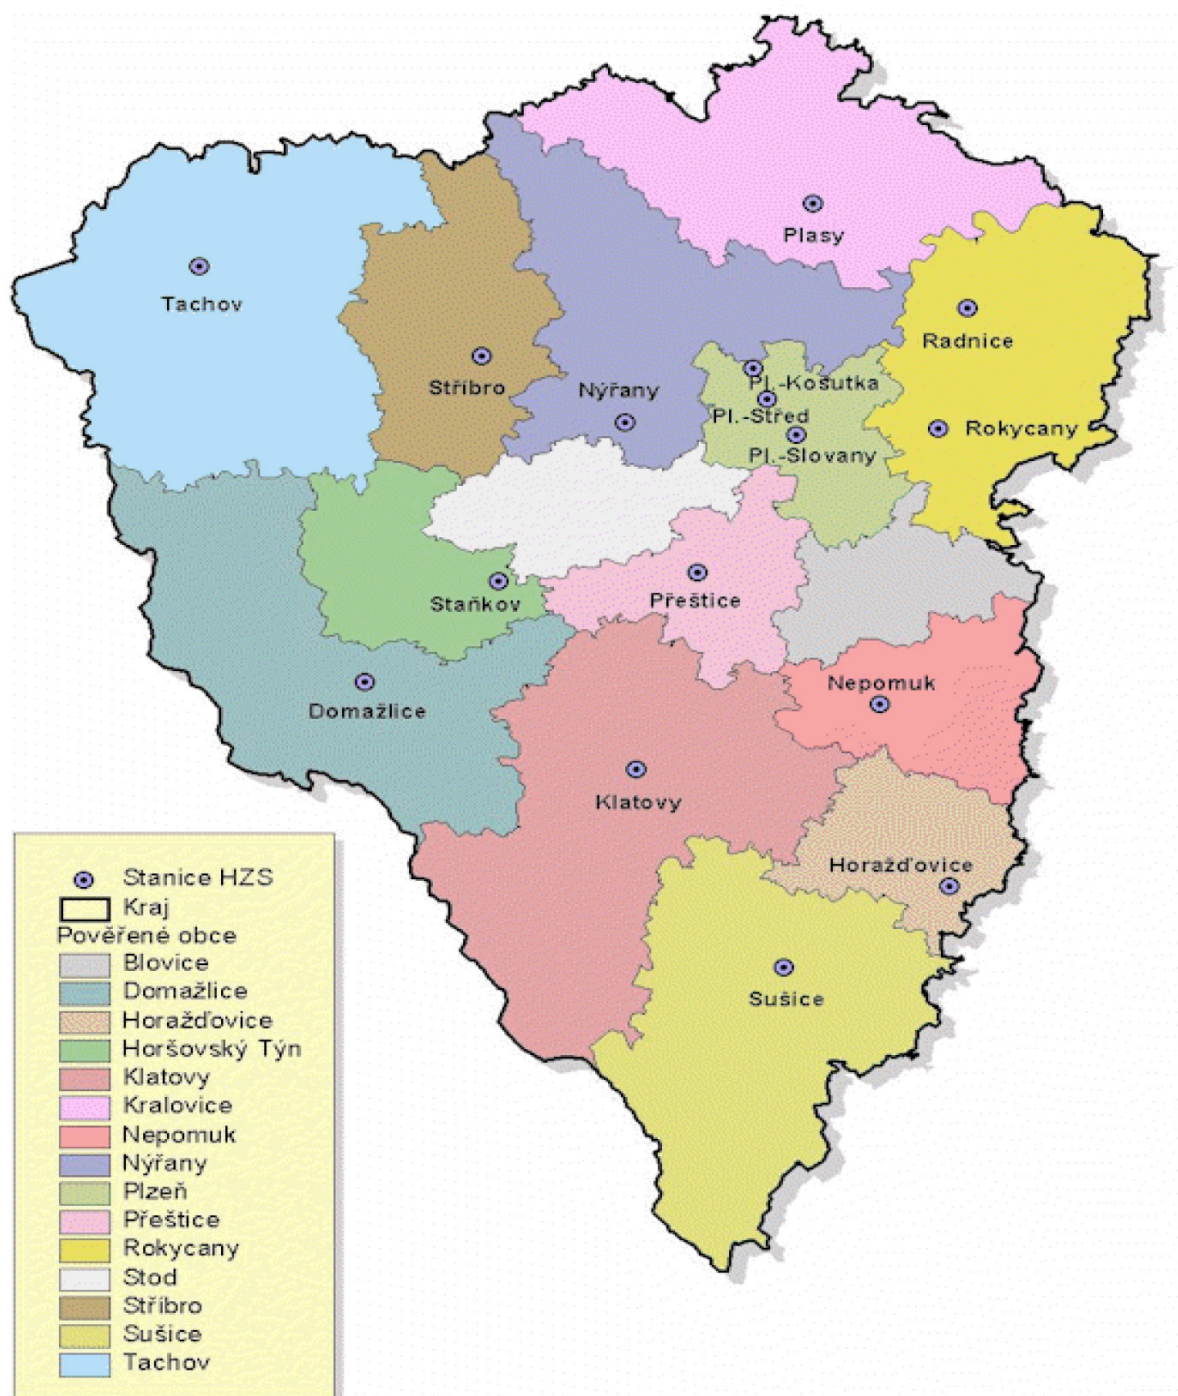 Plasy
Tachov
Radnice
Stříbro
Nýřany
Pl.-Košutka
Pl.-Střed
Rokycany
Pl.-Slovany
Staňkov
Přeštice
Nepomuk
Domažlice
Klatovy
Horažďovice
Sušice
Stanice HZS
Kraj
Pověřené obce
Blovice
Domažlice
Horažďovice
Horšovský Týn
Klatovy
Kralovice
Nepomuk
Nýřany
Plzeň
Přeštice
Rokycany
Stod
Stříbro
Sušice
Tachov